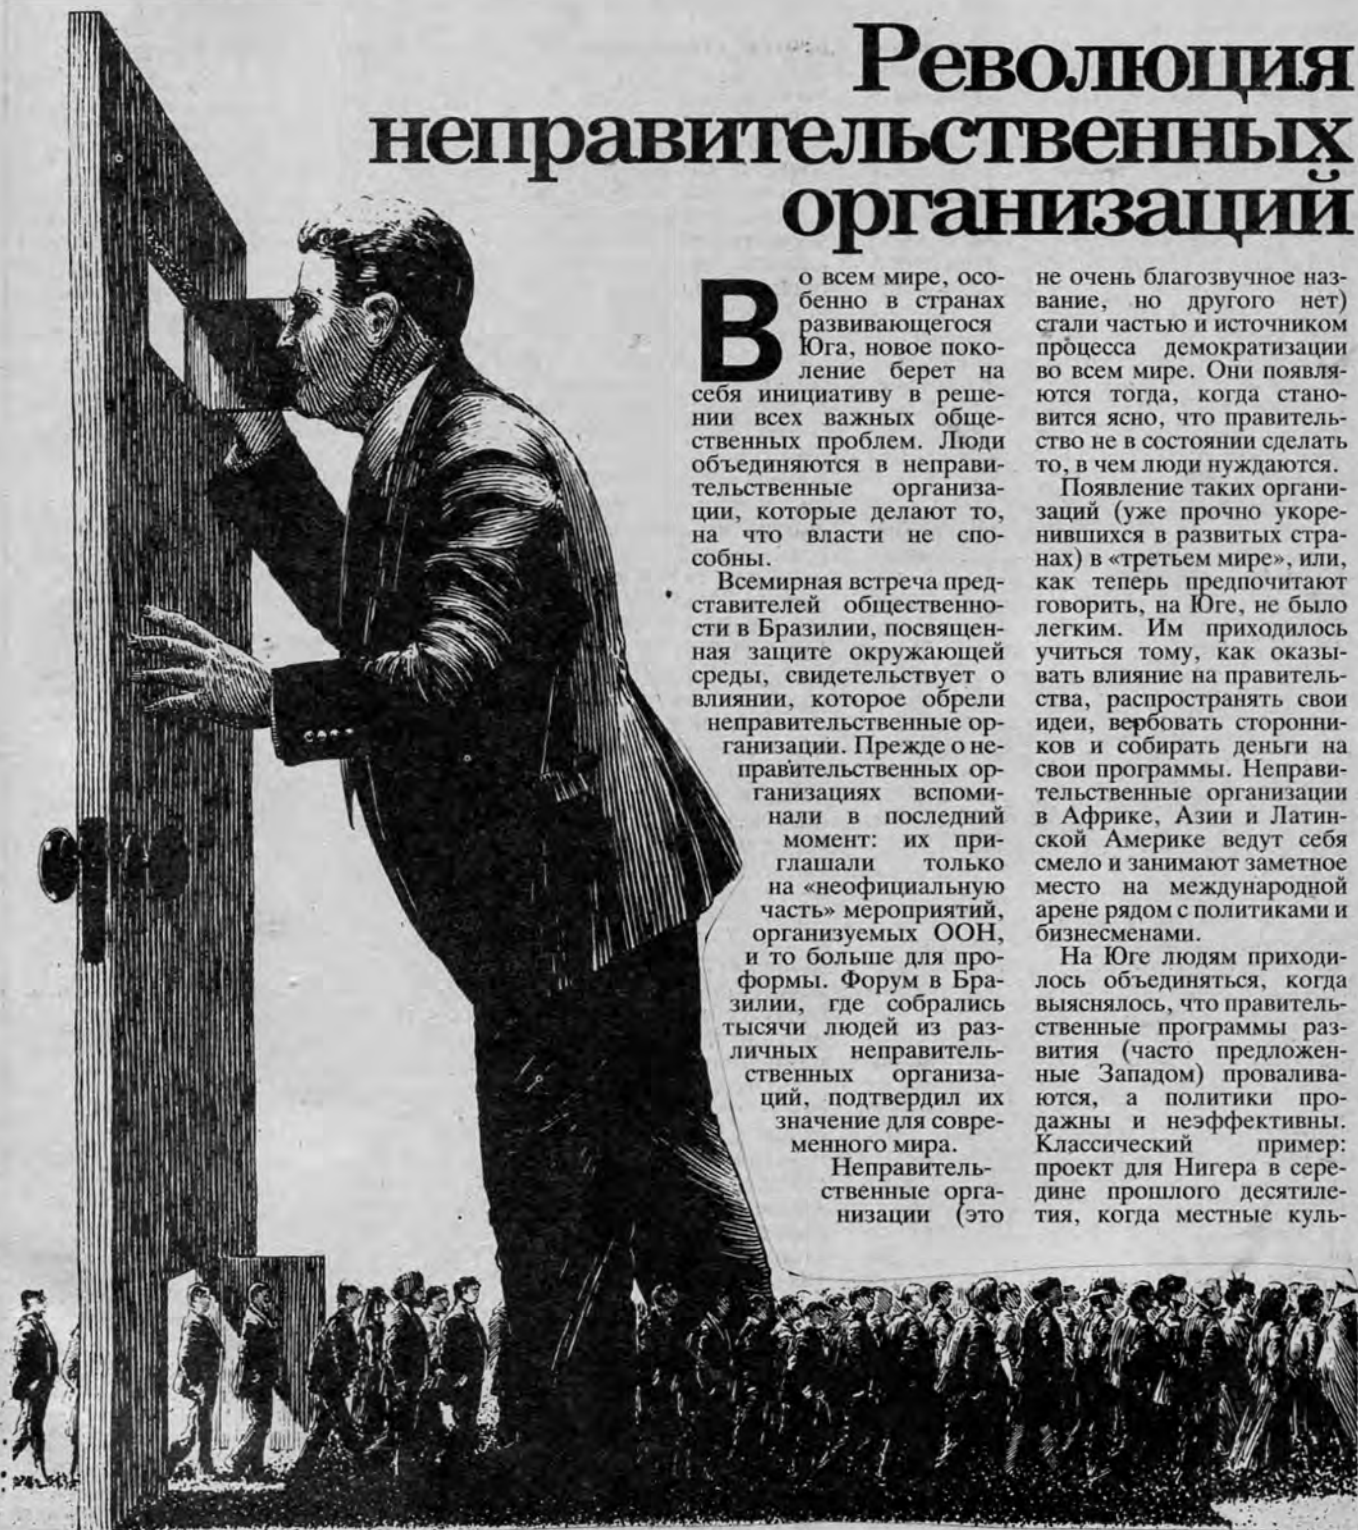 Революция
неправительственных
организаций
Во всем мире, осо-
бенно в странах
развивающегося
Юга, новое поко-
ление берет на
себя инициативу в реше-
нии всех важных обще-
ственных проблем. Люди
объединяются в неправи-
тельственные организа-
ции, которые делают то,
на что власти не спо-
собны.
Всемирная встреча пред-
ставителей общественно-
сти в Бразилии, посвящен-
ная защите окружающей
среды, свидетельствует о
влиянии, которое обрели
неправительственные ор-
ганизации. Прежде о не-
правительственных ор-
ганизациях вспоми-
нали в последний
момент: их при-
глашали только
на «неофициальную
часть» мероприятий,
организуемых ООН,
и то больше для про-
формы. Форум в Бра-
зилии, где собрались
тысячи людей из раз-
личных неправитель-
ственных организа-
ций, подтвердил их
значение для совре-
менного мира.
Неправитель-
ственные орга-
низации (это
не очень благозвучное наз-
вание, но другого нет)
стали частью и источником
процесса демократизации
во всем мире. Они появля-
ются тогда, когда стано-
вится ясно, что правитель-
ство не в состоянии сделать
то, в чем люди нуждаются.
Появление таких органи-
заций (уже прочно укоре-
нившихся в развитых стра-
нах) в «третьем мире», или,
как теперь предпочитают
говорить, на Юге, не было
легким. Им приходилось
учиться тому, как оказы-
вать влияние на правитель-
ства, распространять свои
идеи, вербовать сторонни-
ков и собирать деньги на
свои программы. Неправи-
тельственные организации
в Африке, Азии и Латин-
ской Америке ведут себя
смело и занимают заметное
место на международной
арене рядом с политиками и
бизнесменами.
На Юге людям приходи-
лось объединяться, когда
выяснялось, что правитель-
ственные программы раз-
вития (часто предложен-
ные Западом) провалива-
ются, а политики про-
дажны и неэффективны.
Классический пример:
проект для Нигера в сере-
дине прошлого десятиле-
тия, когда местные куль-